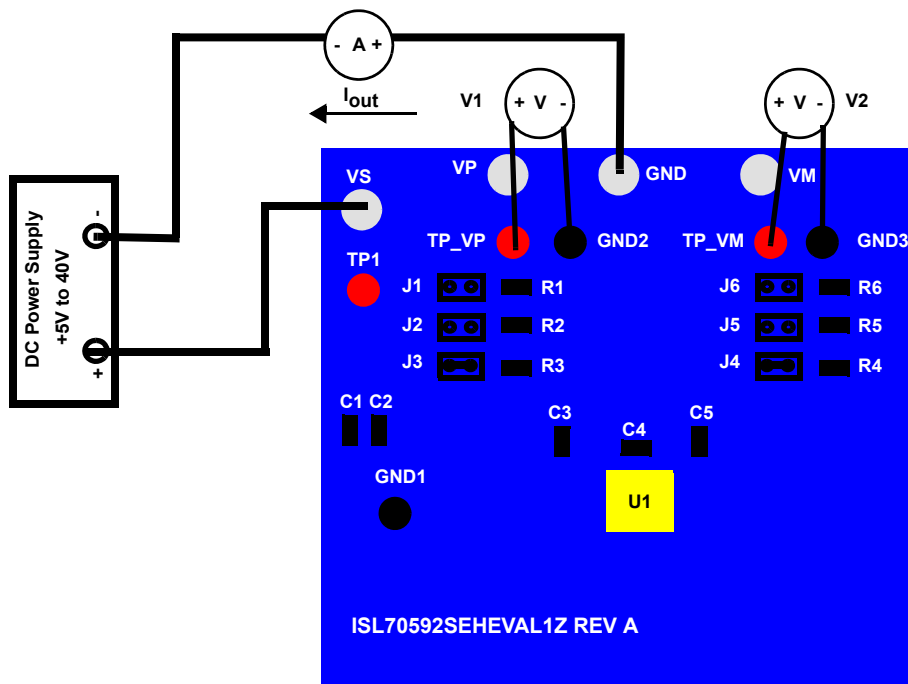 - A +
Iout
V1
+ V -
+ V -
V2
VS
VP
GND
VM
DC Power Supply
+5V to 40V
-
+
TP_VP
GND2
TP_VM
GND3
TP1
J1
R1
J6
R6
J2
R2
J5
R5
J3
R3
J4
R4
C1
C2
C3
C4
C5
GND1
U1
ISL70592SEHEVAL1Z REV A